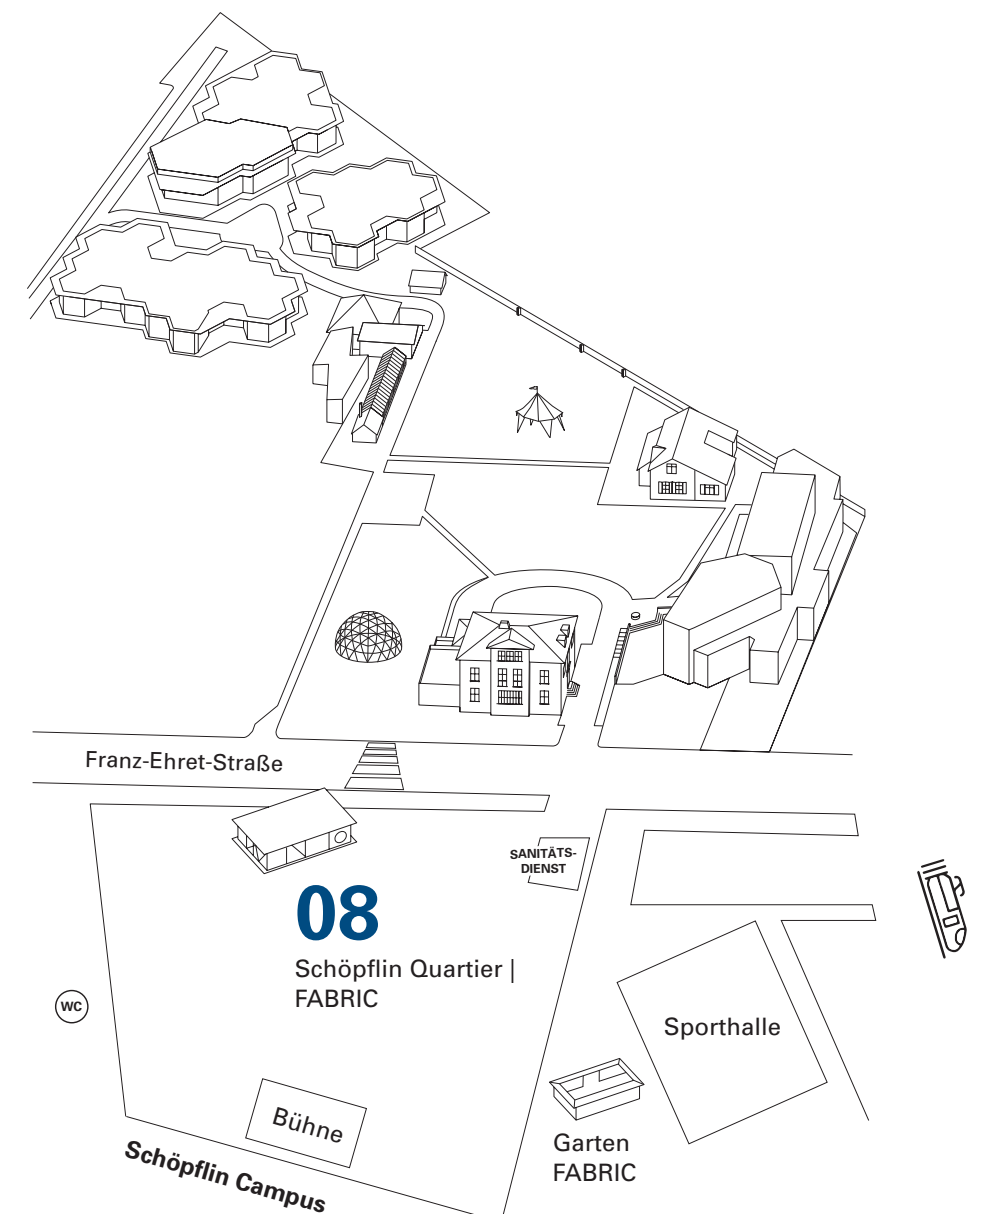 Franz-Ehret-Straße
SANITÄTS-
DIENST
08
Schöpflin Quartier |
FABRIC
WC
Sporthalle
Bühne
Garten
FABRIC
Schöpflin Campus